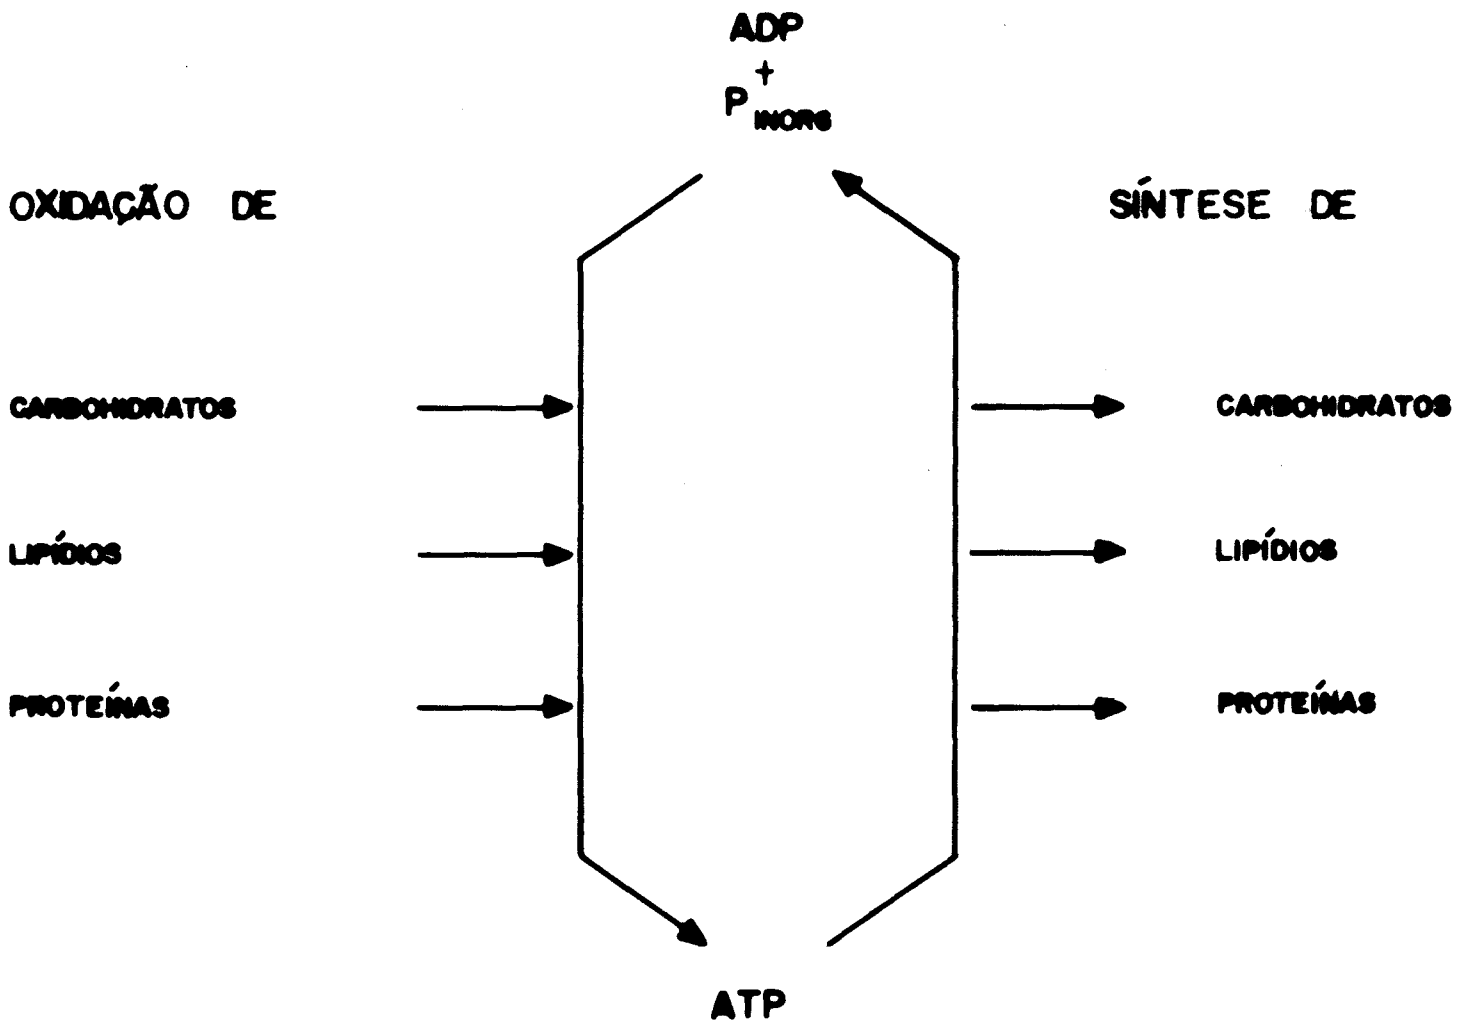 ADP
+
P INORG
OXIDAÇÃO DE
SÍNTESE DE
CARBOHIDRATOS
CARBOHIDRATOS
LIPÍDIOS
LIPÍDIOS
PROTEÍNAS
PROTEÍNAS
ATP